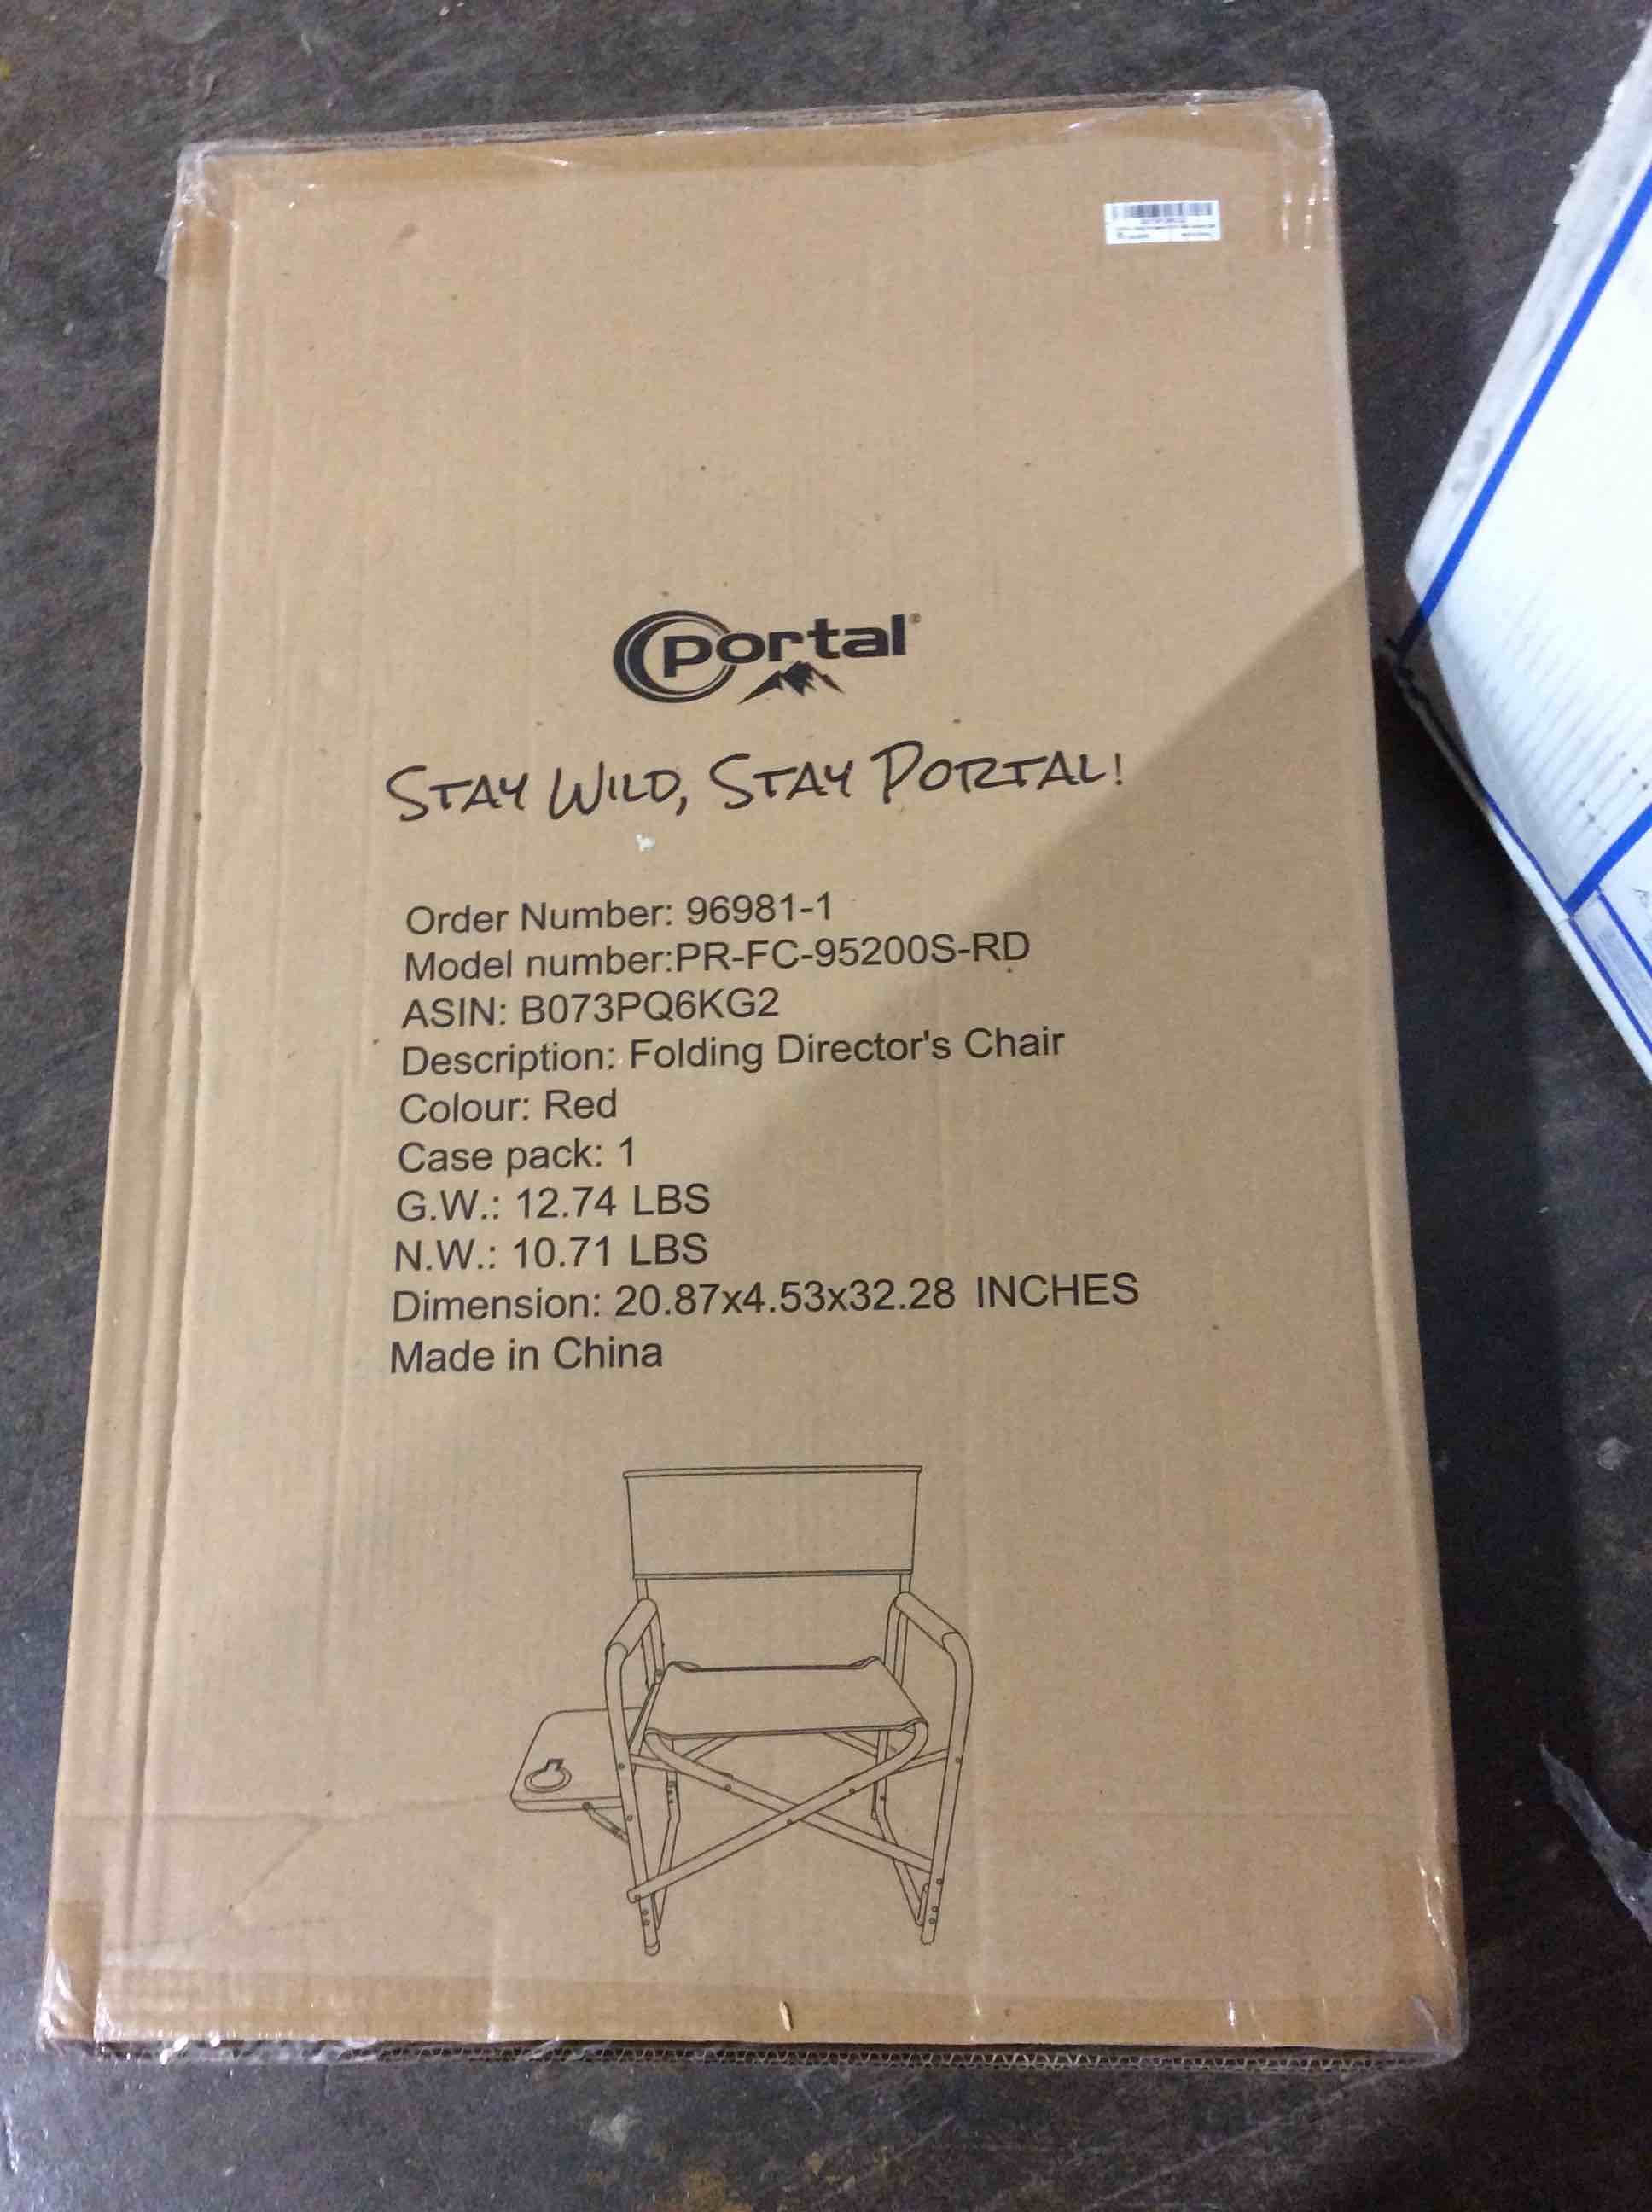 portal®
STAY WILD, STAY PORTAL!
Order Number: 96981-1
Model number:PR-FC-95200S-RD
ASIN: B073PQ6KG2
Description: Folding Director's Chair
Colour: Red
Case pack: 1
G.W.: 12.74 LBS
N.W.: 10.71 LBS
Dimension: 20.87x4.53x32.28 INCHES
Made in China